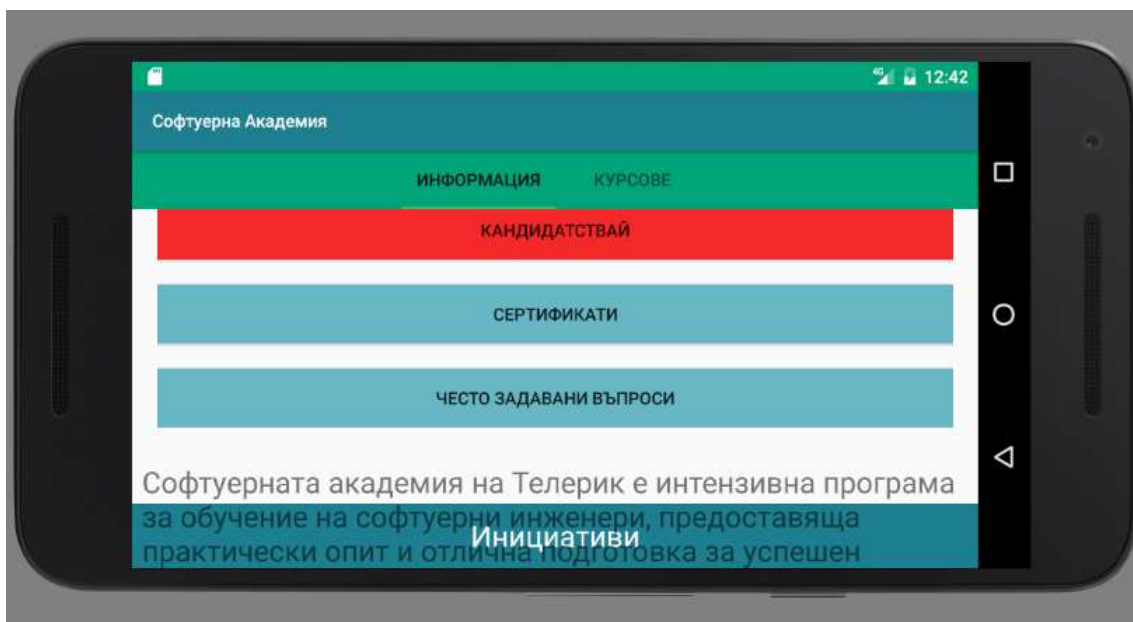 4G 12:42
Софтуерна Академия
ИНФОРМАЦИЯ КУРСОВЕ
КАНДИДАТСТВАЙ
СЕРТИФИКАТИ
ЧЕСТО ЗАДАВАНИ ВЪПРОСИ
Софтуерната академия на Телерик е интензивна програма
за обучение на софтуерни инженери, предоставяща
Инициативи
практически опит и отлична подготовка за успешен